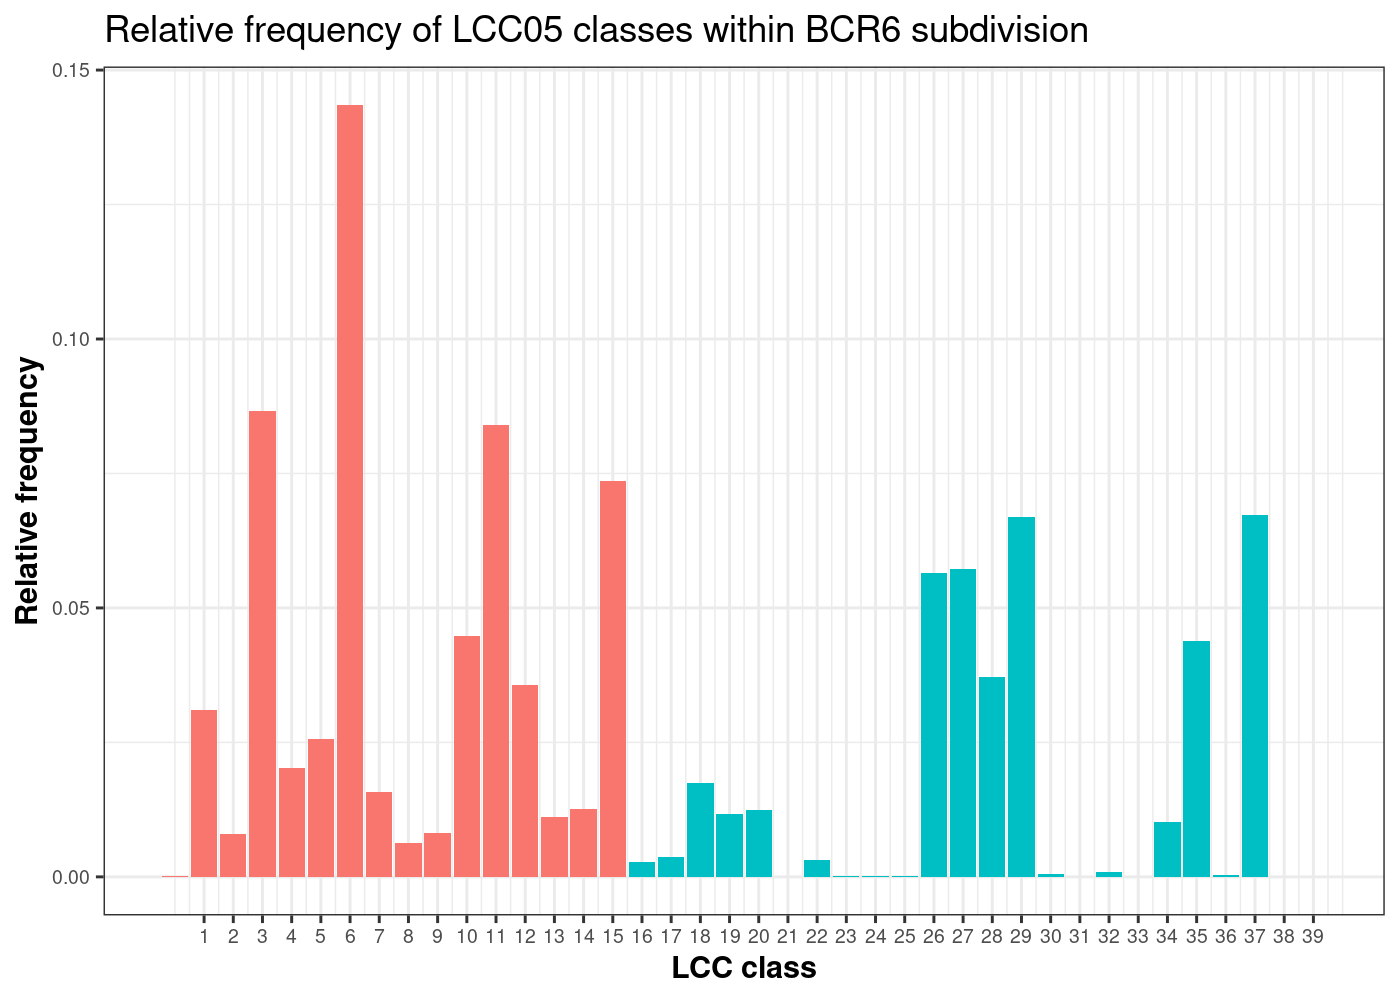 Relative frequency of LCC05 classes within BCR6 subdivision
0.15
0.10
0.05
0.00
Relative frequency
1 2 3 4 5 6 7 8 9 10 11 12 13 14 15 16 17 18 19 20 21 22 23 24 25 26 27 28 29 30 31 32 33 34 35 36 37 38 39
LCC class